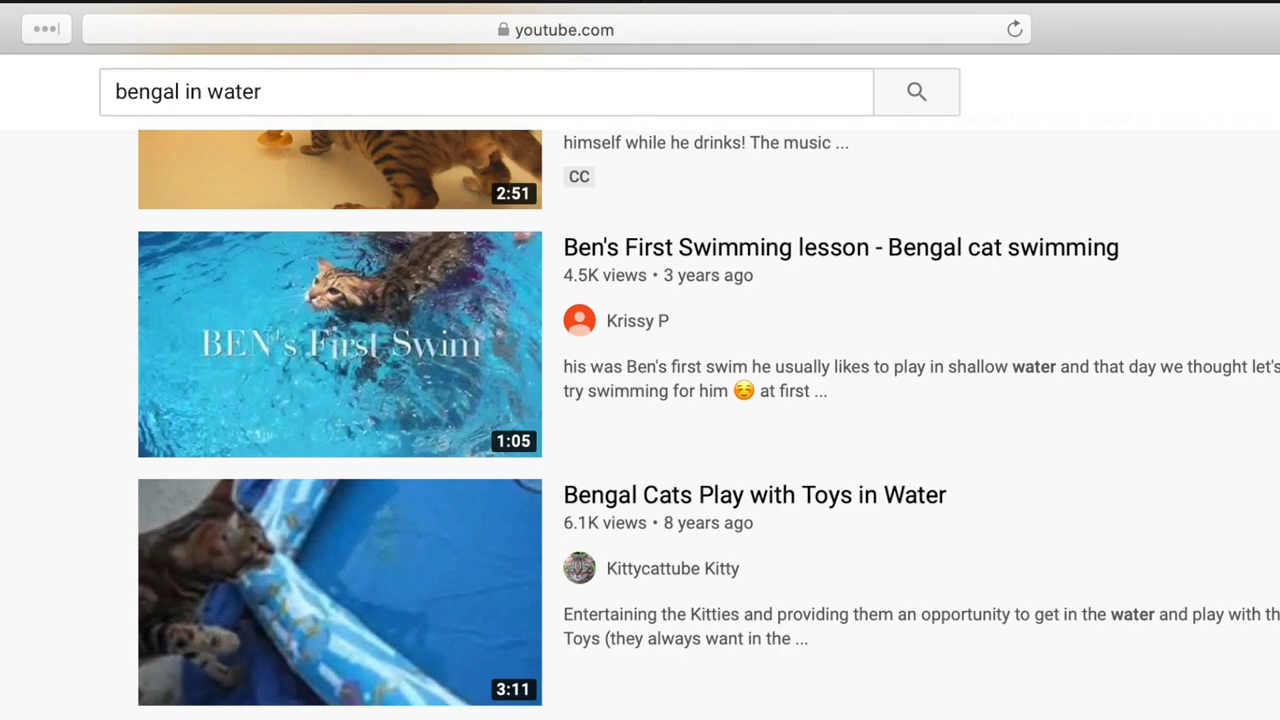 youtube.com
bengal in water
himself while he drinks! The music ...
CC
2:51
Ben's First Swimming lesson - Bengal cat swimming
4.5K views • 3 years ago
Krissy P
BEN's First Swim
his was Ben's first swim he usually likes to play in shallow water and that day we thought let's
try swimming for him ☺️ at first ...
1:05
Bengal Cats Play with Toys in Water
6.1K views • 8 years ago
Kittycattube Kitty
Entertaining the Kitties and providing them an opportunity to get in the water and play with th
Toys (they always want in the ...
3:11